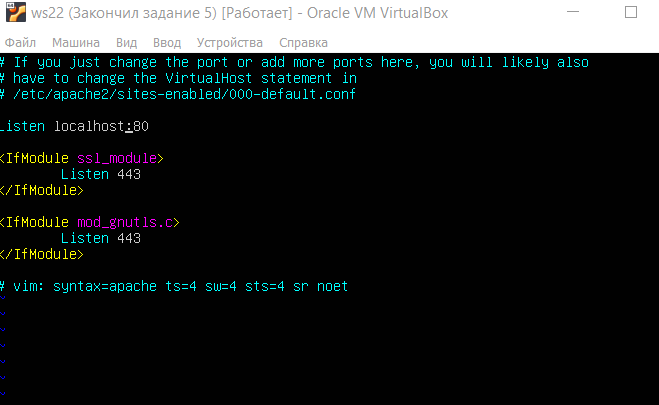 ws22 (Закончил задание 5) [Работает] - Oracle VM VirtualBox
Файл Машина Вид Ввод Устройства Справка
# If you just change the port or add more ports here, you will likely also
# have to change the VirtualHost statement in
# /etc/apache2/sites-enabled/000-default.conf
Listen localhost:80
<IfModule ssl_module>
Listen 443
</IfModule>
<IfModule mod_gnutls.c>
Listen 443
</IfModule>
# vim: syntax=apache ts=4 sw=4 sts=4 sr noet
~
~
~
~
~
~
~